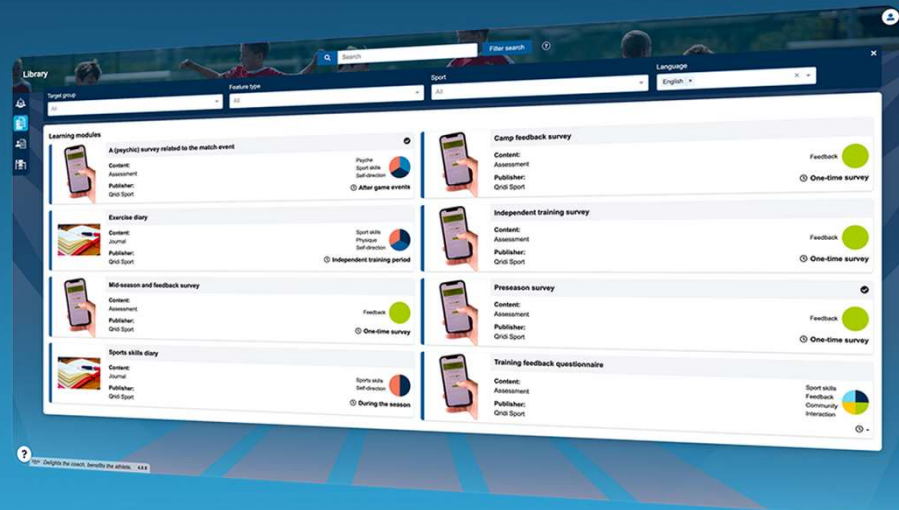 Library
Search
Filter search
?
Target group
All
Feature type
All
Sport
All
Language
English
Learning modules
A (psychic) survey related to the match event
Content:
Assessment
Publisher:
Qridi Sport
Psyche
Sport skills
Self-direction
After game events
Exercise diary
Content:
Journal
Publisher:
Qridi Sport
Sport skills
Physique
Self-direction
Independent training period
Mid-season and feedback survey
Content:
Assessment
Publisher:
Qridi Sport
Feedback
One-time survey
Sports skills diary
Content:
Journal
Publisher:
Qridi Sport
Sports skills
Self-direction
During the season
Camp feedback survey
Content:
Assessment
Publisher:
Qridi Sport
Feedback
One-time survey
Independent training survey
Content:
Assessment
Publisher:
Qridi Sport
Feedback
One-time survey
Preseason survey
Content:
Assessment
Publisher:
Qridi Sport
Feedback
One-time survey
Training feedback questionnaire
Content:
Assessment
Publisher:
Qridi Sport
Sport skills
Feedback
Community
Interaction
-
?
Delights the coach, benefits the athlete.